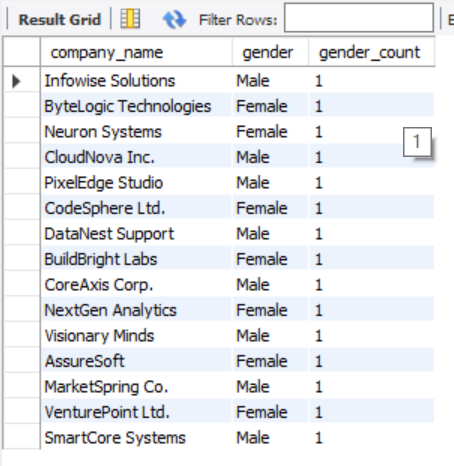 Result Grid Filter Rows: E
company_name gender gender_count
Infowise Solutions Male 1
ByteLogic Technologies Female 1
Neuron Systems Female 1
1
CloudNova Inc. Male 1
PixelEdge Studio Male 1
CodeSphere Ltd. Female 1
DataNest Support Male 1
BuildBright Labs Female 1
CoreAxis Corp. Male 1
NextGen Analytics Female 1
Visionary Minds Male 1
AssureSoft Female 1
MarketSpring Co. Male 1
VenturePoint Ltd. Female 1
SmartCore Systems Male 1